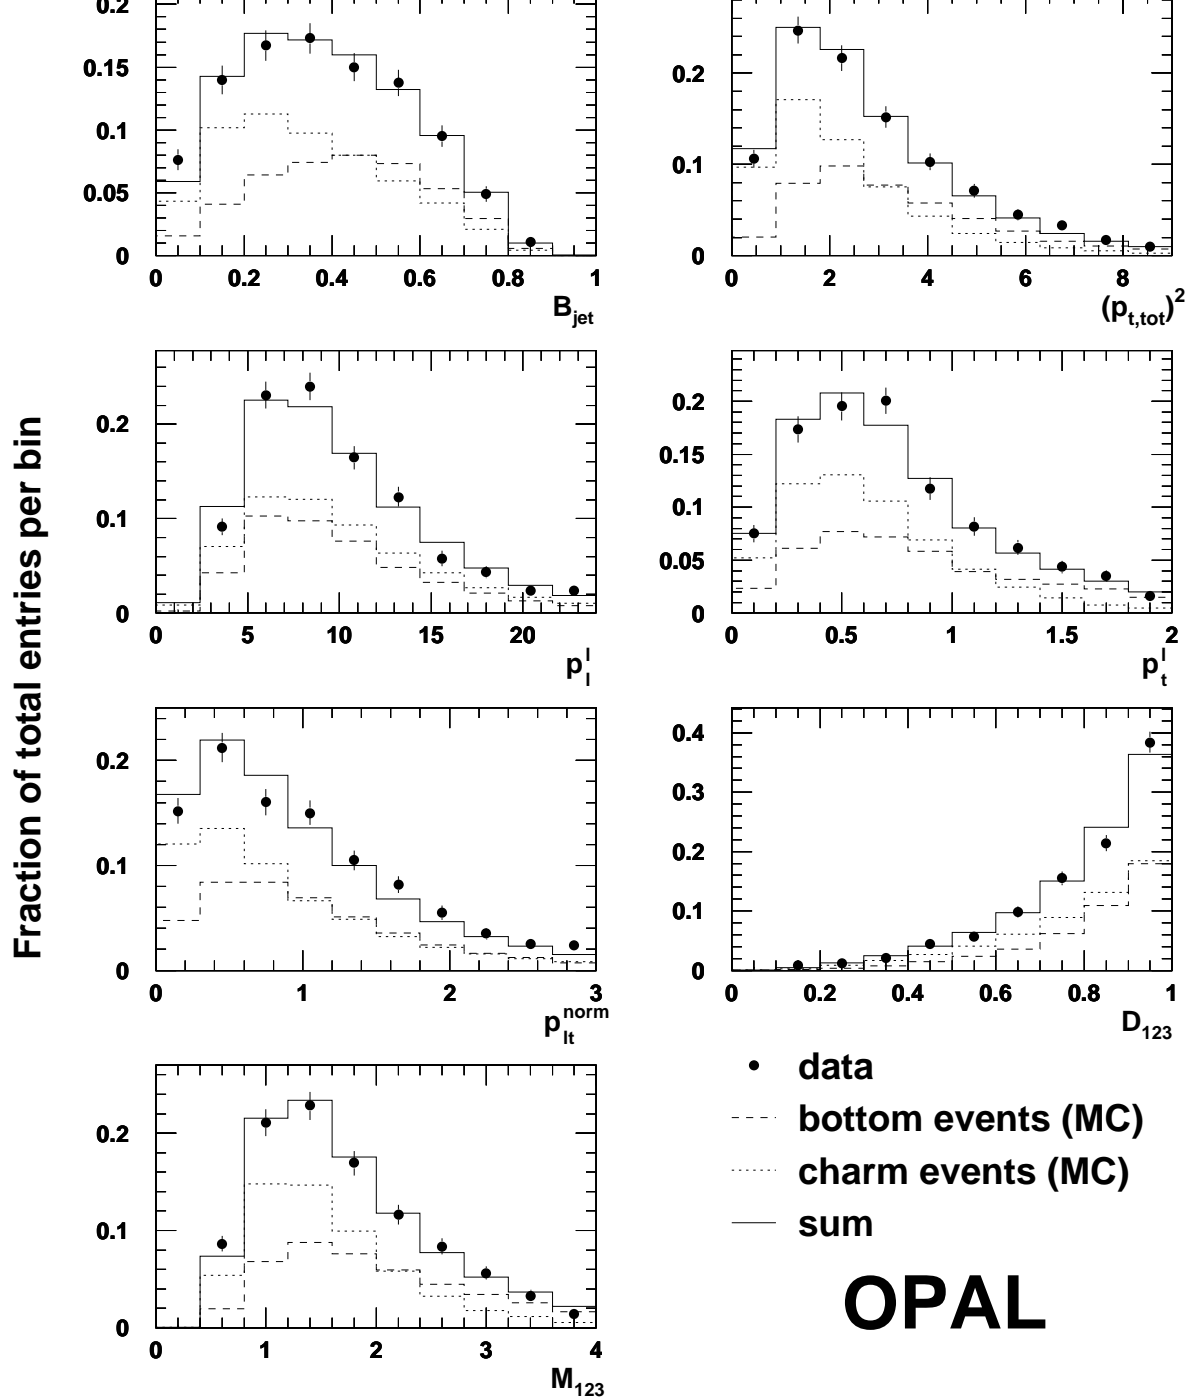 Fraction of total entries per bin
0.2
0.15
0.1
0.05
0
0 0.2 0.4 0.6 0.8 1
B_jet
0.2
0.1
0
0 2 4 6 8
(p_t,tot)^2
0.2
0.1
0
0 5 10 15 20
p_l^l
0.2
0.15
0.1
0.05
0
0 0.5 1 1.5 2
p_t^l
0.2
0.1
0
0 1 2 3
p_lt^norm
0.4
0.3
0.2
0.1
0
0 0.2 0.4 0.6 0.8 1
D_123
0.2
0.1
0
0 1 2 3 4
M_123
data
bottom events (MC)
charm events (MC)
sum
OPAL